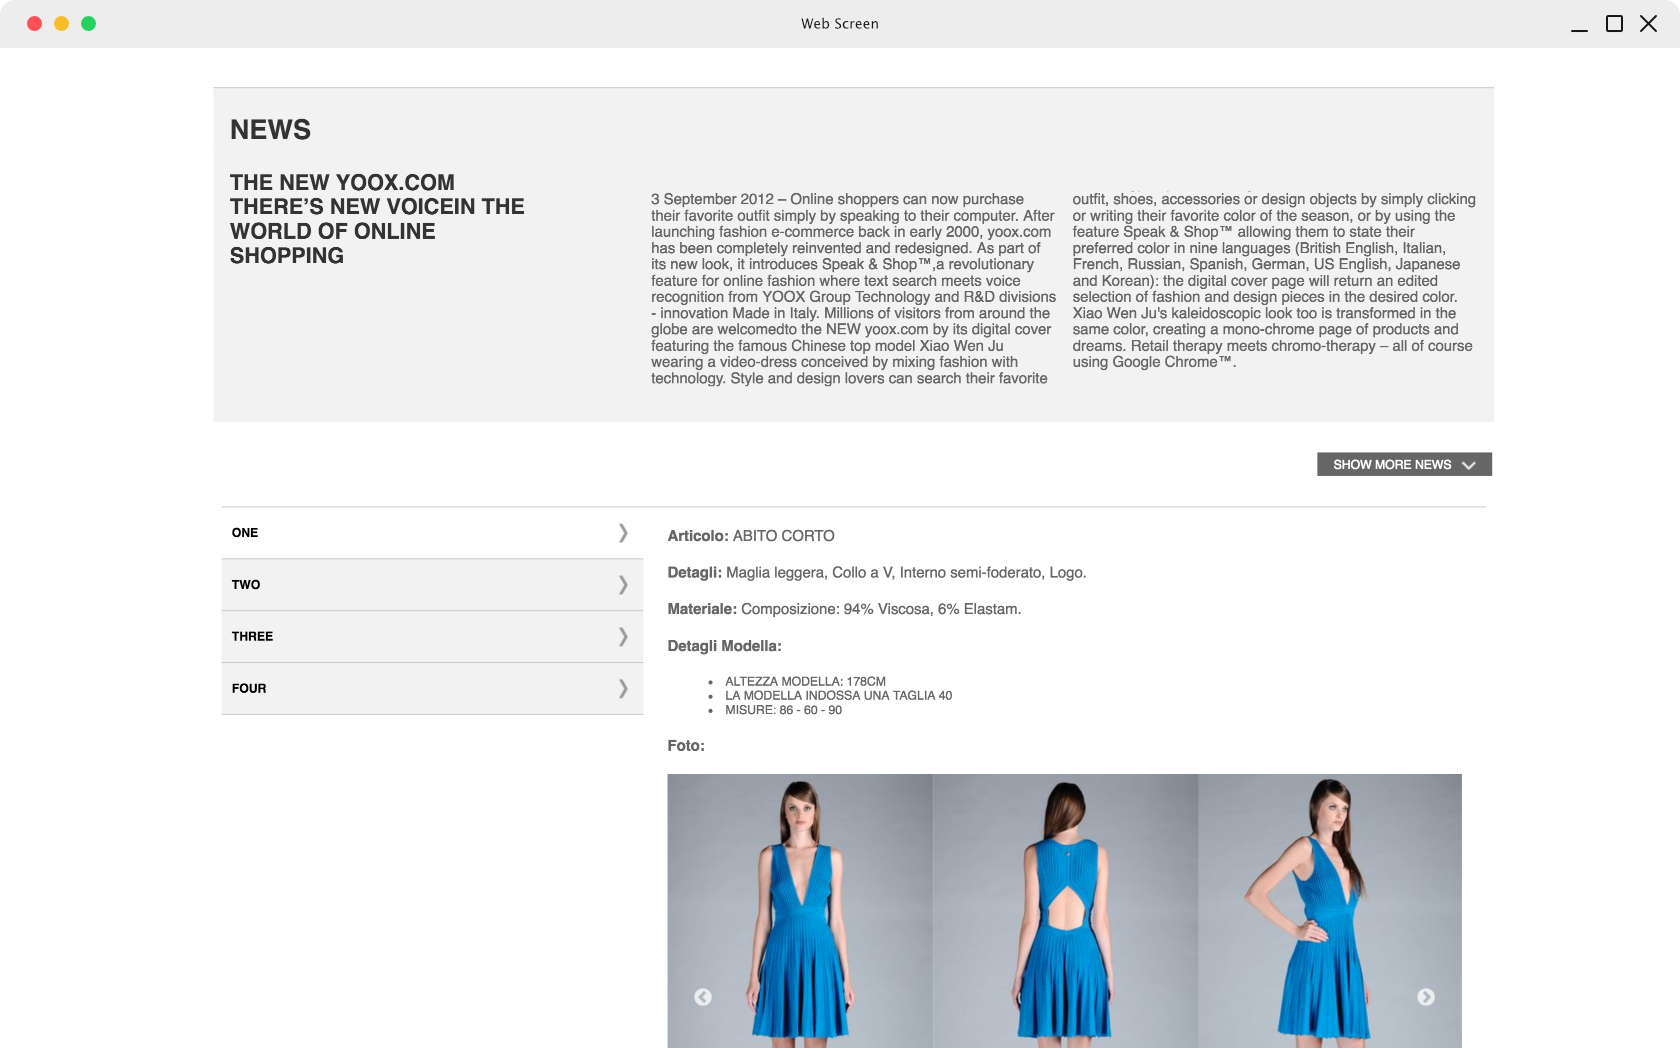 Web Screen
NEWS
THE NEW YOOX.COM
THERE’S NEW VOICEIN THE
WORLD OF ONLINE
SHOPPING
3 September 2012 – Online shoppers can now purchase
their favorite outfit simply by speaking to their computer. After
launching fashion e-commerce back in early 2000, yoox.com
has been completely reinvented and redesigned. As part of
its new look, it introduces Speak & Shop™,a revolutionary
feature for online fashion where text search meets voice
recognition from YOOX Group Technology and R&D divisions
- innovation Made in Italy. Millions of visitors from around the
globe are welcomedto the NEW yoox.com by its digital cover
featuring the famous Chinese top model Xiao Wen Ju
wearing a video-dress conceived by mixing fashion with
technology. Style and design lovers can search their favorite
outfit, shoes, accessories or design objects by simply clicking
or writing their favorite color of the season, or by using the
feature Speak & Shop™ allowing them to state their
preferred color in nine languages (British English, Italian,
French, Russian, Spanish, German, US English, Japanese
and Korean): the digital cover page will return an edited
selection of fashion and design pieces in the desired color.
Xiao Wen Ju's kaleidoscopic look too is transformed in the
same color, creating a mono-chrome page of products and
dreams. Retail therapy meets chromo-therapy – all of course
using Google Chrome™.
SHOW MORE NEWS
ONE
TWO
THREE
FOUR
Articolo: ABITO CORTO
Detagli: Maglia leggera, Collo a V, Interno semi-foderato, Logo.
Materiale: Composizione: 94% Viscosa, 6% Elastam.
Detagli Modella:
• ALTEZZA MODELLA: 178CM
• LA MODELLA INDOSSA UNA TAGLIA 40
• MISURE: 86 - 60 - 90
Foto: